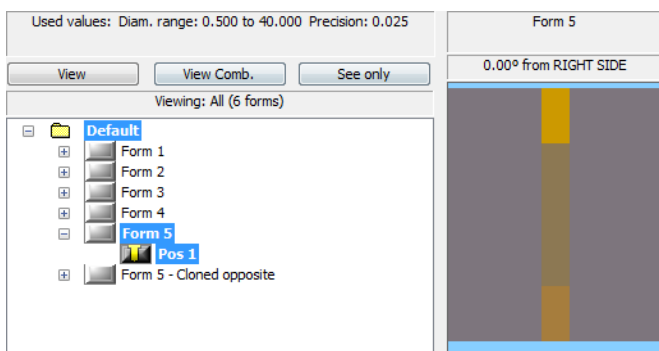 Used values: Diam. range: 0.500 to 40.000 Precision: 0.025
View
View Comb.
See only
Viewing: All (6 forms)
Default
Form 1
Form 2
Form 3
Form 4
Form 5
Pos 1
Form 5 - Cloned opposite
Form 5
0.00º from RIGHT SIDE